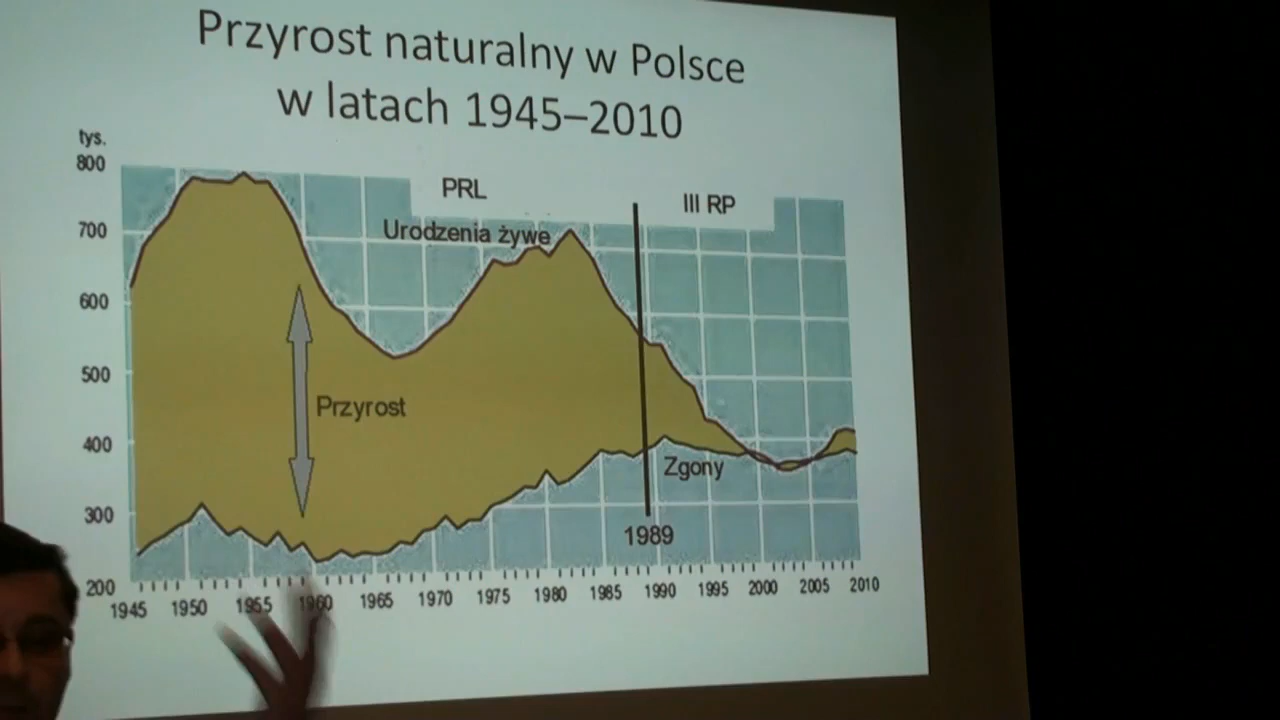 Przyrost naturalny w Polsce
w latach 1945–2010
tys.
800
700
600
500
400
300
200
PRL
III RP
Urodzenia żywe
Przyrost
Zgony
1989
1945 1950 1955 1960 1965 1970 1975 1980 1985 1990 1995 2000 2005 2010